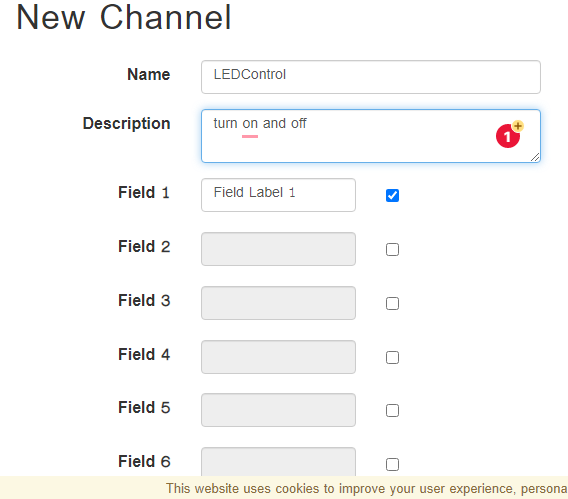 New Channel
Name LEDControl
Description turn on and off
1 +
Field 1 Field Label 1
Field 2
Field 3
Field 4
Field 5
Field 6
This website uses cookies to improve your user experience, persona